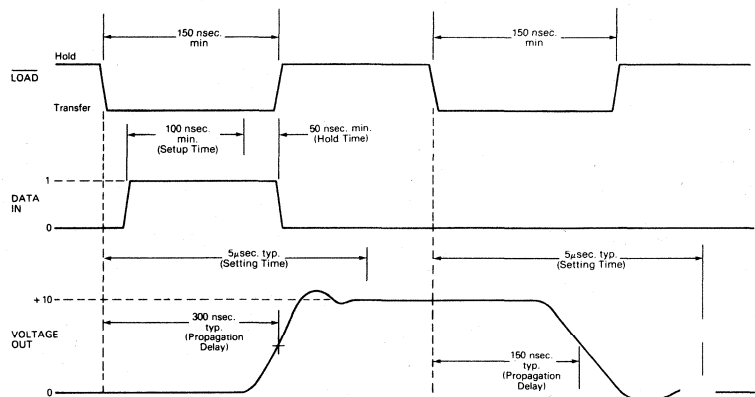 150 nsec.
min
150 nsec.
min
Hold
LOAD
Transfer
100 nsec.
min.
(Setup Time)
50 nsec. min.
(Hold Time)
1
DATA
IN
0
5μsec. typ.
(Setting Time)
5μsec. typ.
(Setting Time)
+10
300 nsec.
typ.
(Propagation
Delay)
VOLTAGE
OUT
150 nsec.
typ.
(Propagation
Delay)
0